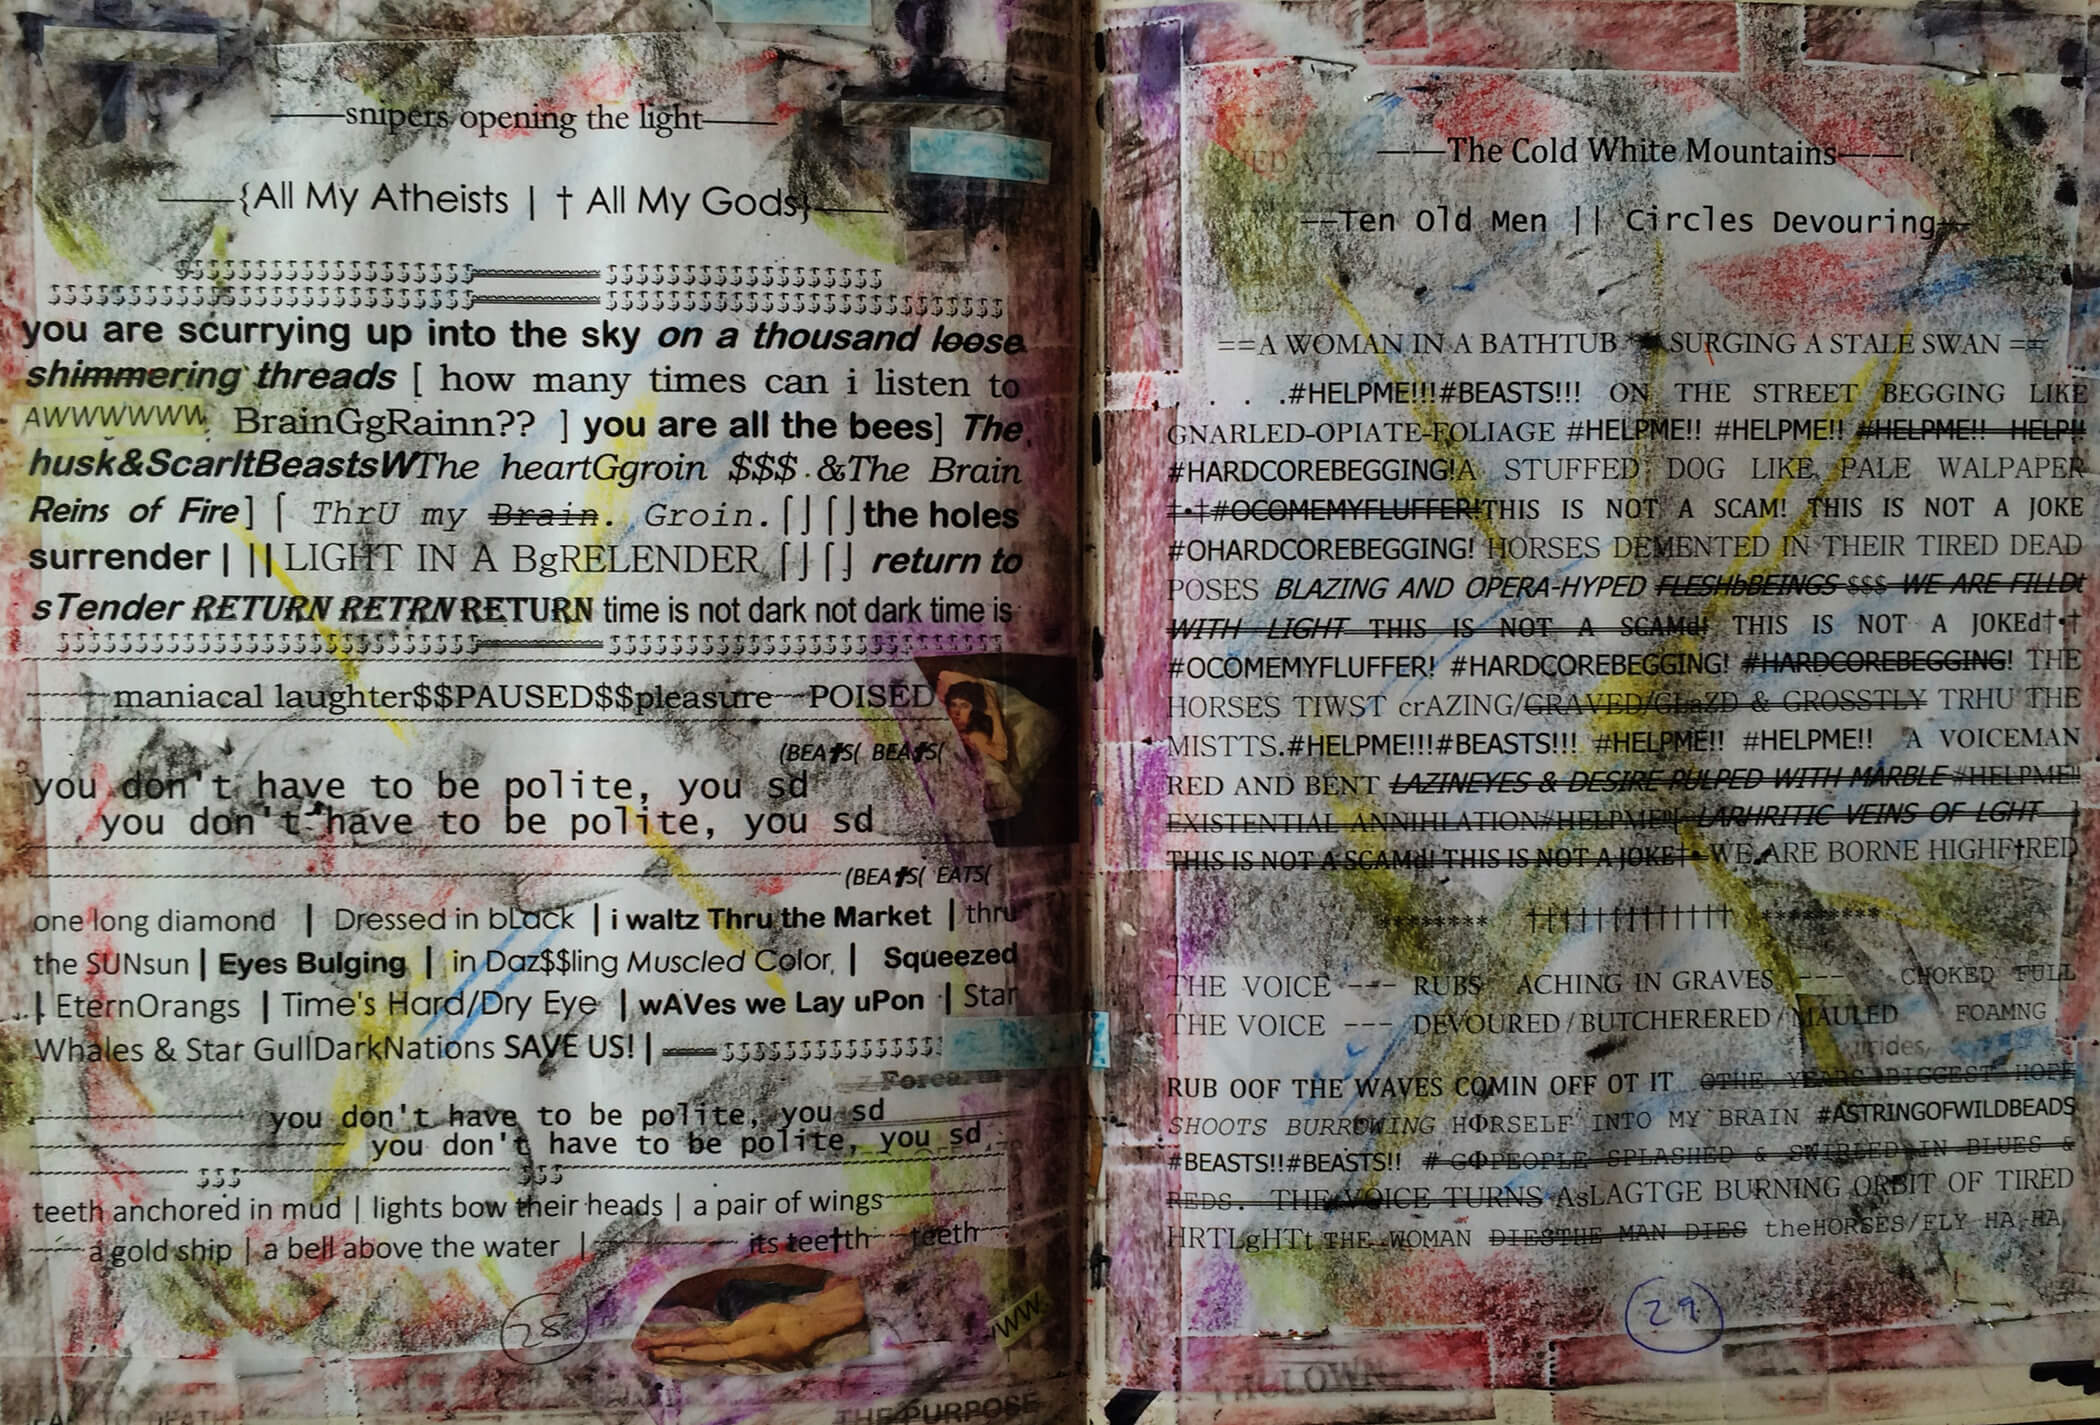 ——snipers opening the light——
——{All My Atheists | † All My Gods}——
you are scurrying up into the sky on a thousand loose
shimmering threads [ how many times can i listen to
AWWWWWW BrainGgRainn?? ] you are all the bees] The
husk&ScarItBeastsWThe heartGgroin $$$ &The Brain
Reins of Fire] ⌈ ThrU my Brain. Groin.⌈⌋⌈⌋the holes
surrender | || LIGHT IN A BgRELENDER ⌈⌋⌈⌋ return to
sTender RETURN RETRN RETURN time is not dark not dark time is
maniacal laughter$$PAUSED$$pleasure---POISED
(BEA†S( BEA†S(
you don't have to be polite, you sd
you don't have to be polite, you sd
(BEA†S( EATS(
one long diamond | Dressed in bLack | i waltz Thru the Market | thru
the SUNsun | Eyes Bulging | in Daz$$ling Muscled Color, | Squeezed
| EternOrangs | Time's Hard/Dry Eye | wAVes we Lay uPon | Star
Whales & Star GullDarkNations SAVE US! |
Forearm
you don't have to be polite, you sd
you don't have to be polite, you sd
teeth anchored in mud | lights bow their heads | a pair of wings
a gold ship | a bell above the water | its tee†th teeth
28
WW
THE PURPOSE
——The Cold White Mountains——
——Ten Old Men || Circles Devouring——
==A WOMAN IN A BATHTUB SURGING A STALE SWAN ==
. . . .#HELPME!!!#BEASTS!!! ON THE STREET BEGGING LIKE
GNARLED-OPIATE-FOLIAGE #HELPME!! #HELPME!! #HELPME!! HELP!!
#HARDCOREBEGGING!A STUFFED DOG LIKE PALE WALPAPER
‡•‡#OCOMEMYFLUFFER!THIS IS NOT A SCAM! THIS IS NOT A JOKE
#OHARDCOREBEGGING! HORSES DEMENTED IN THEIR TIRED DEAD
POSES BLAZING AND OPERA-HYPED FLESHbBEINGS $$$ WE ARE FILLDt
WITH LIGHT THIS IS NOT A SCAMd! THIS IS NOT A JOKEd†•†
#OCOMEMYFLUFFER! #HARDCOREBEGGING! #HARDCOREBEGGING! THE
HORSES TIWST crAZING/GRAVED/GLaZD & GROSSTLY TRHU THE
MISTTS.#HELPME!!!#BEASTS!!! #HELPME!! #HELPME!! A VOICEMAN
RED AND BENT LAZINEYES & DESIRE PULPED WITH MARBLE #HELPME!!
EXISTENTIAL ANNIHILATION#HELPME![ LARHRITIC VEINS OF LGHT ]
THIS IS NOT A SCAMd! THIS IS NOT A JOKE†• WE ARE BORNE HIGHF†RED
******** ††††††††††††† *********
THE VOICE --- RUBS ACHING IN GRAVES --- CHOKED FULL
THE VOICE --- DEVOURED/BUTCHERERED/MAULED FOAMNG
RUB OOF THE WAVES COMIN OFF OT IT OTHE YEARS BIGGEST HOPE
SHOOTS BURROWING HΦRSELF INTO MY BRAIN #ASTRINGOFWILDBEADS
#BEASTS!!#BEASTS!! # GΦPEOPLE SPLASHED & SWIRLED IN BLUES &
REDS. THE VOICE TURNS AsLAGTGE BURNING ORBIT OF TIRED
HRTLgHTt THE WOMAN DIESTHE MAN DIES theHORSES/FLY HA HA
29